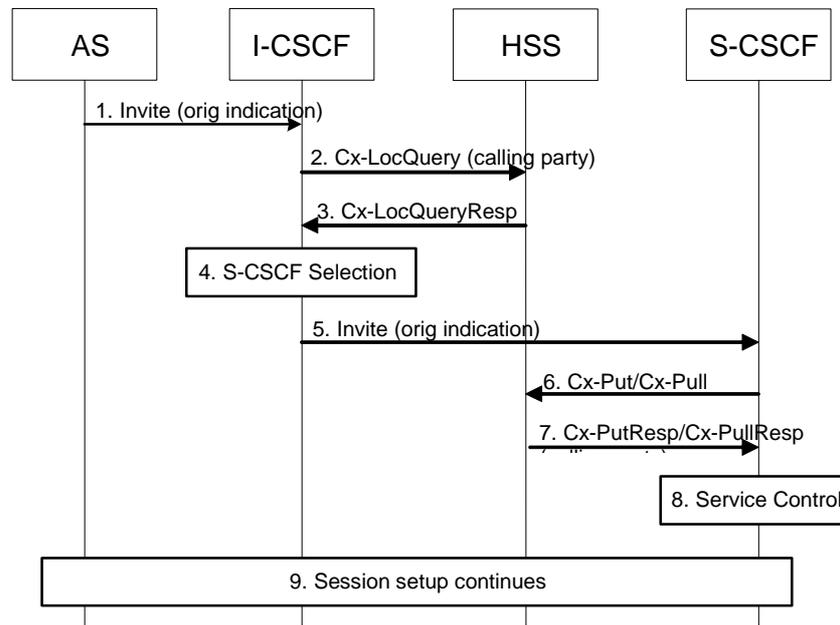 AS
I-CSCF
HSS
S-CSCF
1. Invite (orig indication)
2. Cx-LocQuery (calling party)
3. Cx-LocQueryResp
4. S-CSCF Selection
5. Invite (orig indication)
6. Cx-Put/Cx-Pull
7. Cx-PutResp/Cx-PullResp
8. Service Control
9. Session setup continues